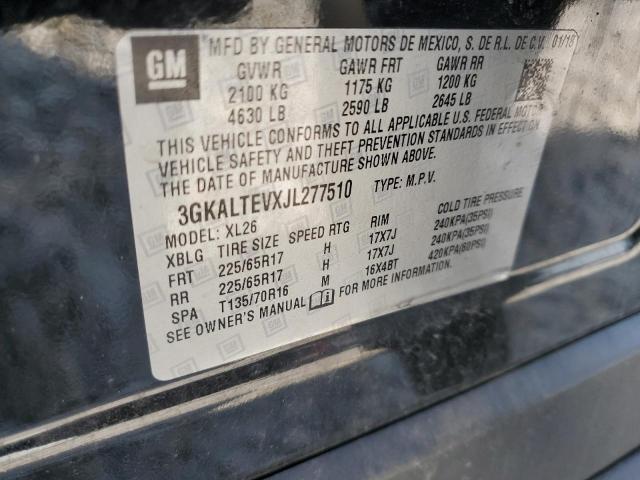 GM MFD BY GENERAL MOTORS DE MEXICO, S. DE R.L. DE C.V. 01/18
GVWR GAWR FRT GAWR RR
2100 KG 1175 KG 1200 KG
4630 LB 2590 LB 2645 LB
THIS VEHICLE CONFORMS TO ALL APPLICABLE U.S. FEDERAL MOTOR
VEHICLE SAFETY AND THEFT PREVENTION STANDARDS IN EFFECT ON
THE DATE OF MANUFACTURE SHOWN ABOVE.
3GKALTEVXJL277510 TYPE: M.P.V.
MODEL: XL26
XBLG TIRE SIZE SPEED RTG RIM COLD TIRE PRESSURE
FRT 225/65R17 H 17X7J 240KPA(35PSI)
RR 225/65R17 H 17X7J 240KPA(35PSI)
SPA T135/70R16 M 16X4BT 420KPA(60PSI)
SEE OWNER'S MANUAL FOR MORE INFORMATION.